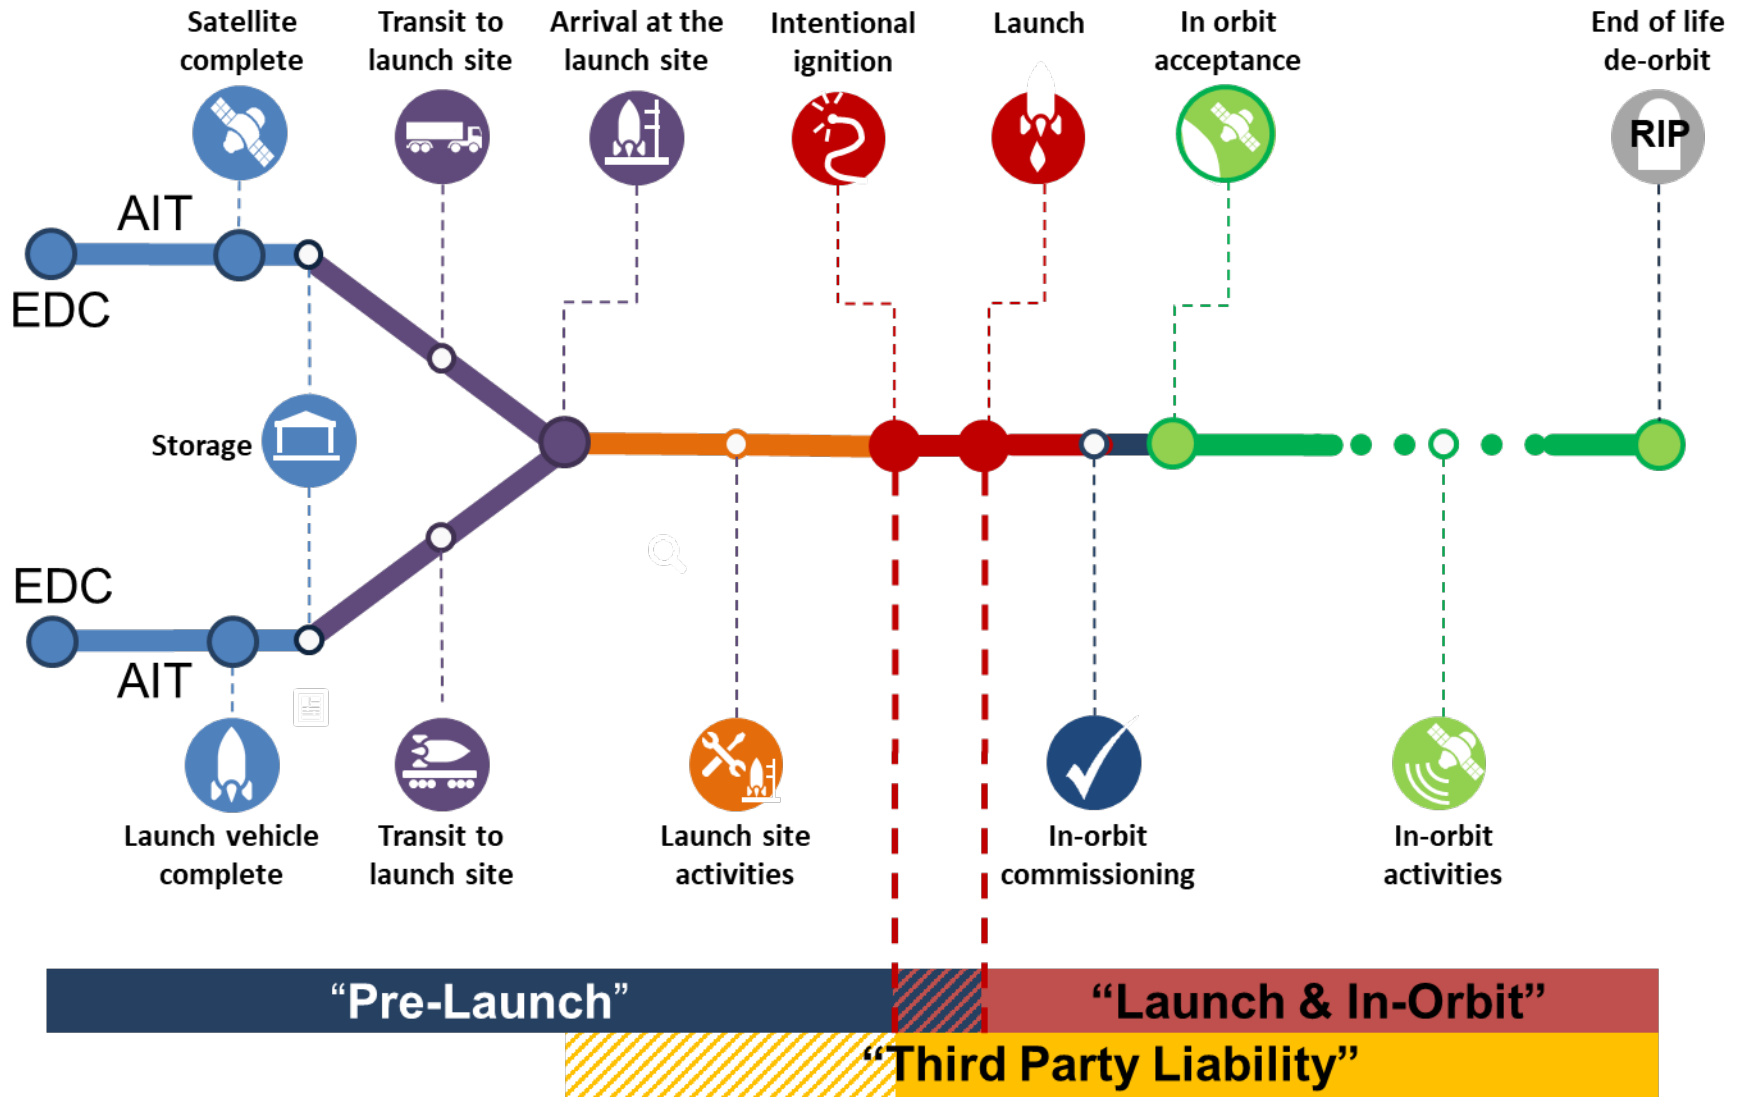 Satellite
complete
Transit to
launch site
Arrival at the
launch site
Intentional
ignition
Launch
In orbit
acceptance
End of life
de-orbit
RIP
AIT
EDC
Storage
EDC
AIT
Launch vehicle
complete
Transit to
launch site
Launch site
activities
In-orbit
commissioning
In-orbit
activities
“Pre-Launch”
“Launch & In-Orbit”
“Third Party Liability”